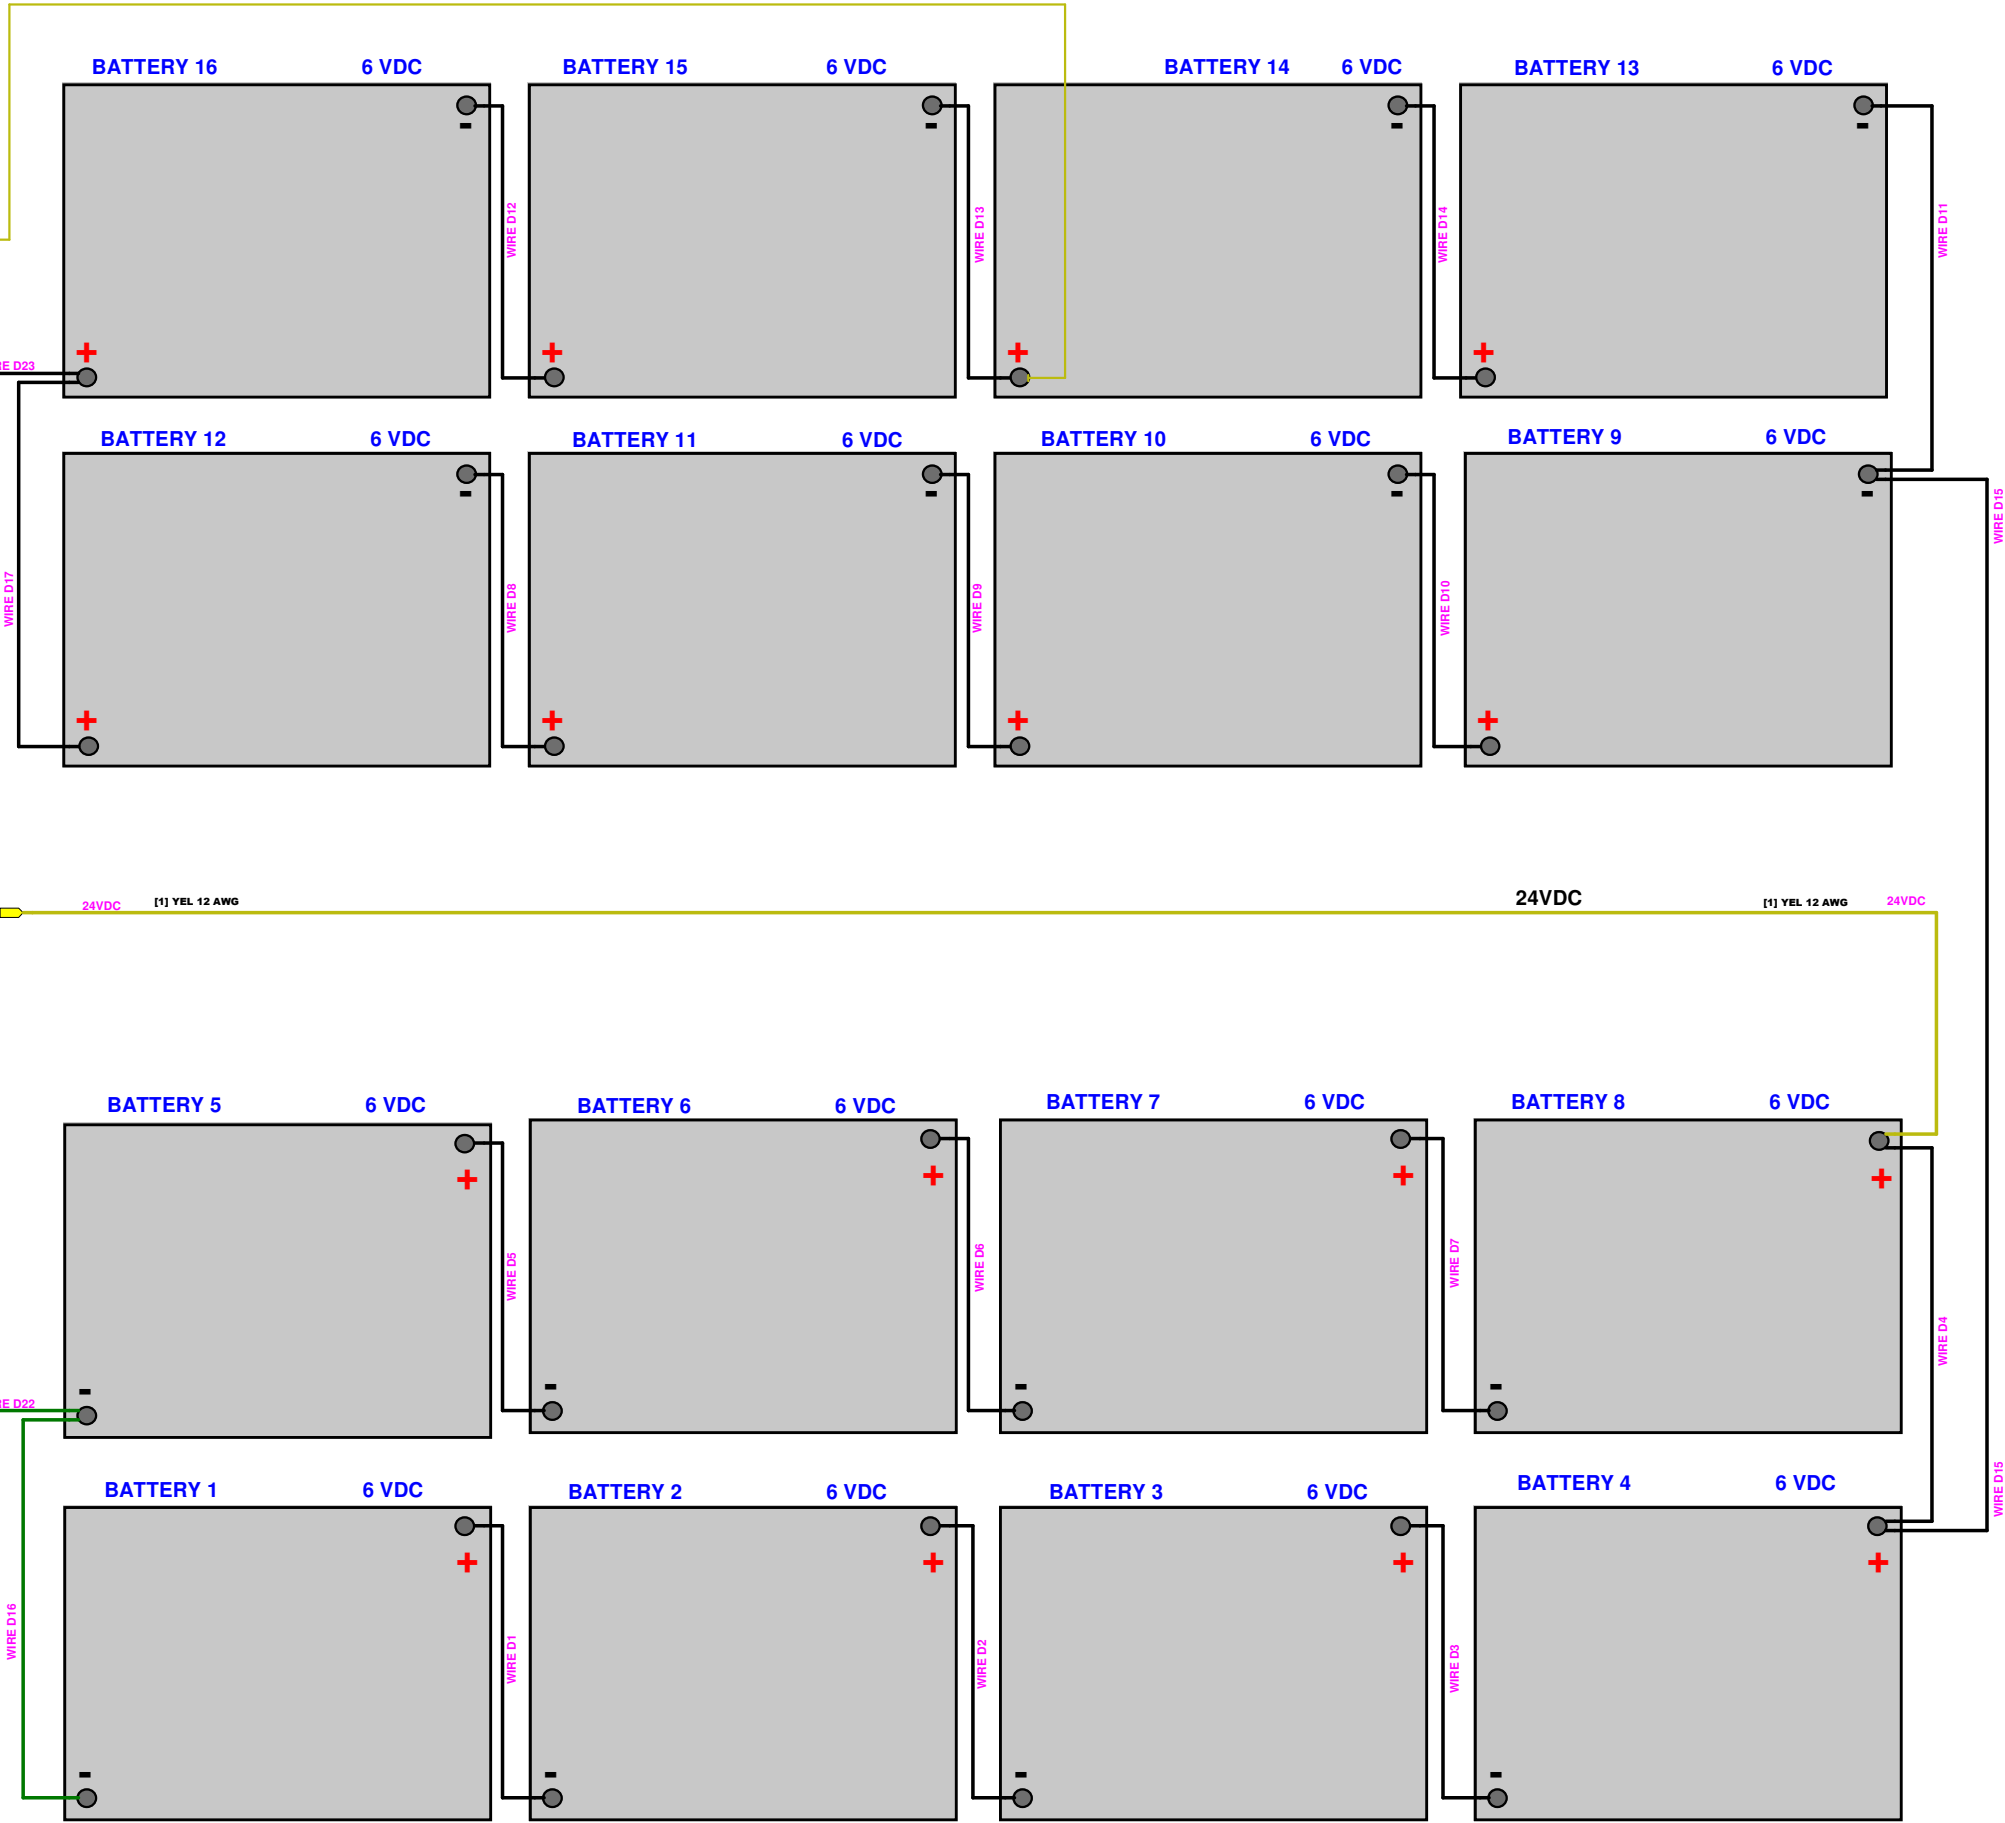 BATTERY 16 6 VDC BATTERY 15 6 VDC BATTERY 14 6 VDC BATTERY 13 6 VDC
- - - -
WIRE D12 WIRE D13 WIRE D14 WIRE D11
+ + + +
RE D23
BATTERY 12 6 VDC BATTERY 11 6 VDC BATTERY 10 6 VDC BATTERY 9 6 VDC
- - - -
WIRE D15
WIRE D17 WIRE D8 WIRE D9 WIRE D10
+ + + +
24VDC [1] YEL 12 AWG 24VDC [1] YEL 12 AWG 24VDC
BATTERY 5 6 VDC BATTERY 6 6 VDC BATTERY 7 6 VDC BATTERY 8 6 VDC
+ + + +
WIRE D5 WIRE D6 WIRE D7 WIRE D4
- - - -
RE D22
BATTERY 1 6 VDC BATTERY 2 6 VDC BATTERY 3 6 VDC BATTERY 4 6 VDC
WIRE D15
+ + + +
WIRE D16 WIRE D1 WIRE D2 WIRE D3
- - - -